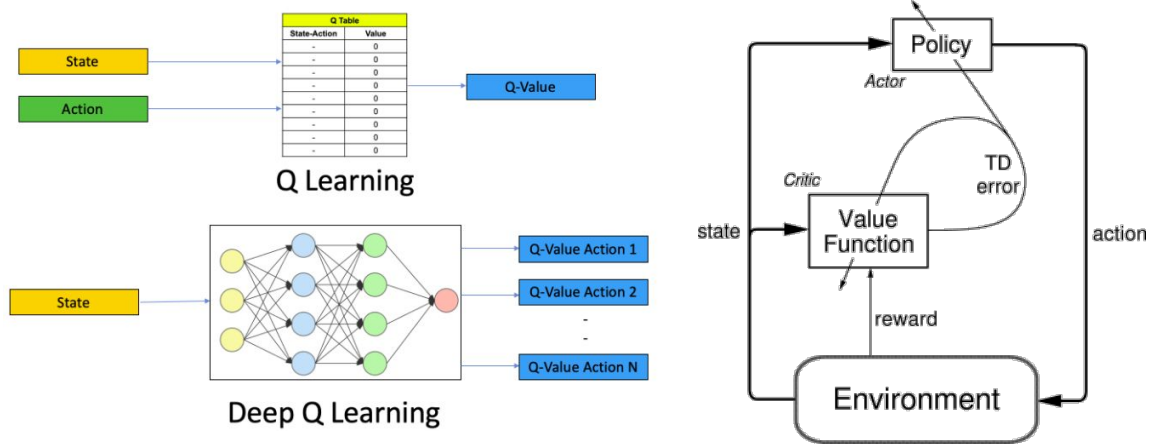 Q Table
State-Action Value
- 0
- 0
- 0
- 0
- 0
- 0
- 0
- 0
- 0
State
Action
Q-Value
Q Learning
State
Q-Value Action 1
Q-Value Action 2
-
-
Q-Value Action N
Deep Q Learning
Policy
Actor
TD
error
Critic
Value
Function
state
action
reward
Environment